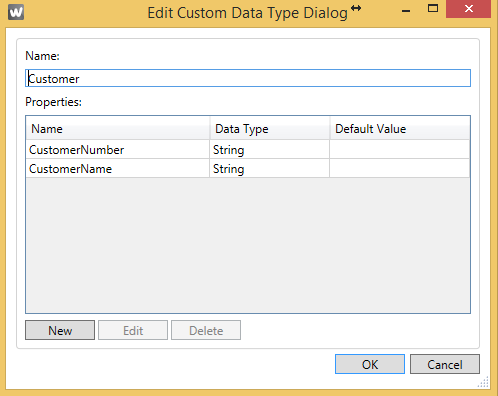 W Edit Custom Data Type Dialog
Name:
Customer
Properties:
Name Data Type Default Value
CustomerNumber String
CustomerName String
New Edit Delete
OK Cancel